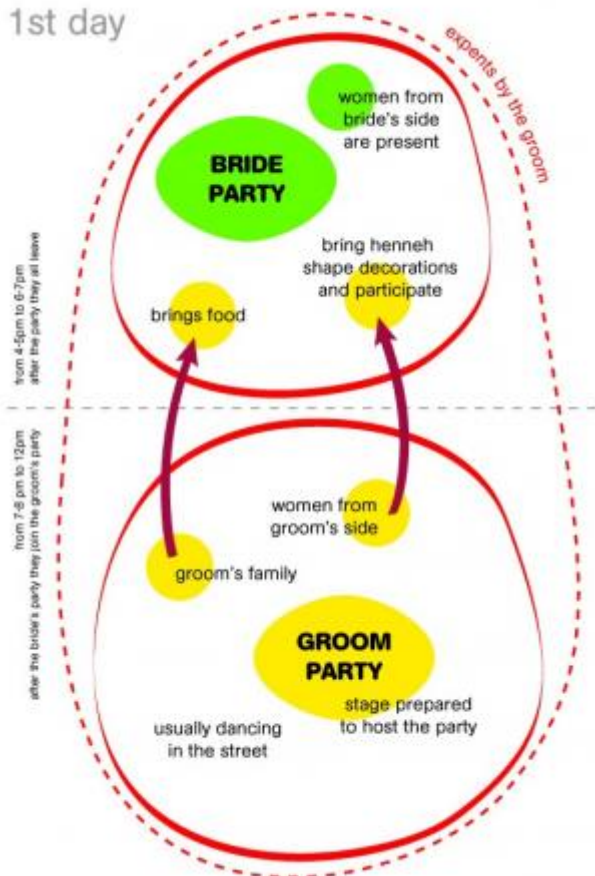 1st day
expents by the groom
women from
bride's side
are present
BRIDE
PARTY
bring henneh
shape decorations
and participate
brings food
from 4-5pm to 6-7pm
after the party they all leave
from 7-8 pm to 12pm
after the bride's party they join the groom's party
women from
groom's side
groom's family
GROOM
PARTY
stage prepared
to host the party
usually dancing
in the street